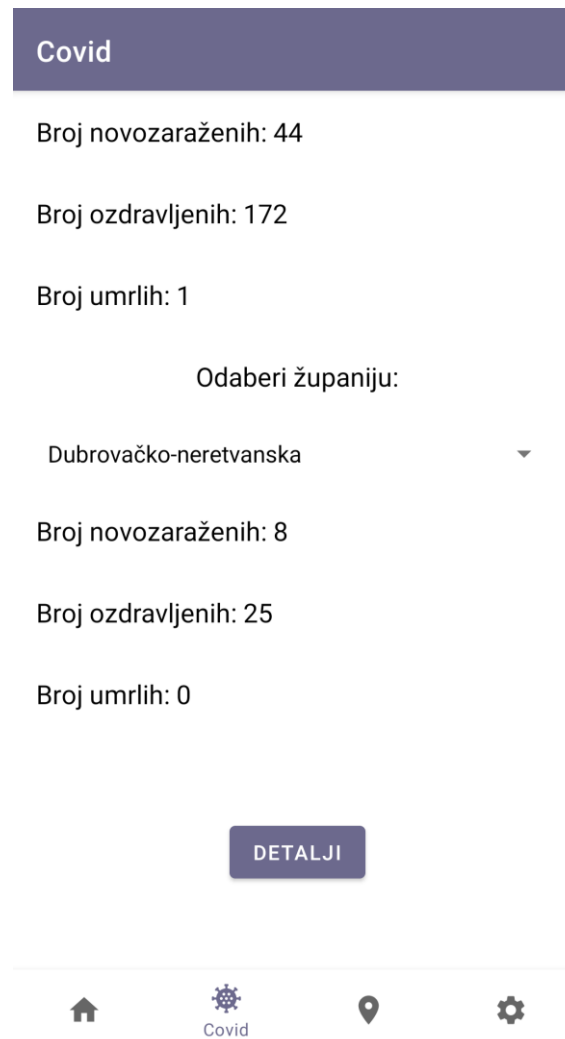 Covid
Broj novozaraženih: 44
Broj ozdravljenih: 172
Broj umrlih: 1
Odaberi županiju:
Dubrovačko-neretvanska
Broj novozaraženih: 8
Broj ozdravljenih: 25
Broj umrlih: 0
DETALJI
Covid